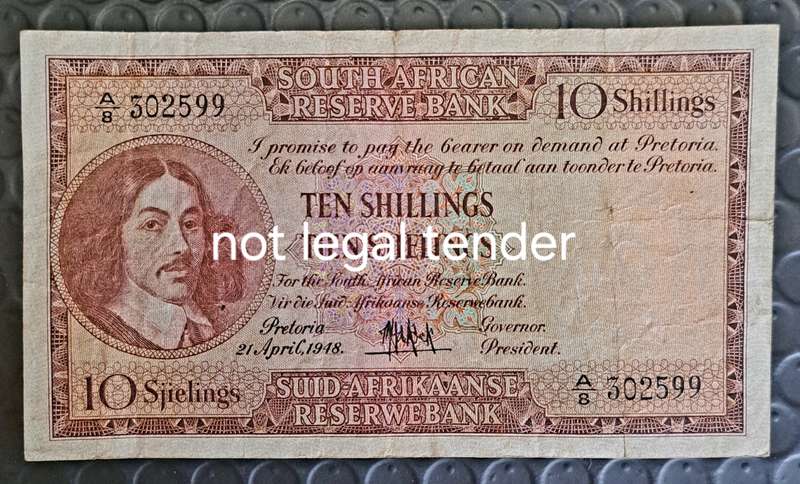 SOUTH AFRICAN
RESERVE BANK
A/8 302599
10 Shillings
I promise to pay the bearer on demand at Pretoria.
Ek beloof op aanvraag te betaal aan toonder te Pretoria.
TEN SHILLINGS
not legal tender
For the South African Reserve Bank.
Vir die Suid-Afrikaanse Reserwebank.
Pretoria
21 April, 1948.
Governor.
President.
10 Sjielings
SUID-AFRIKAANSE
RESERWEBANK
A/8 302599